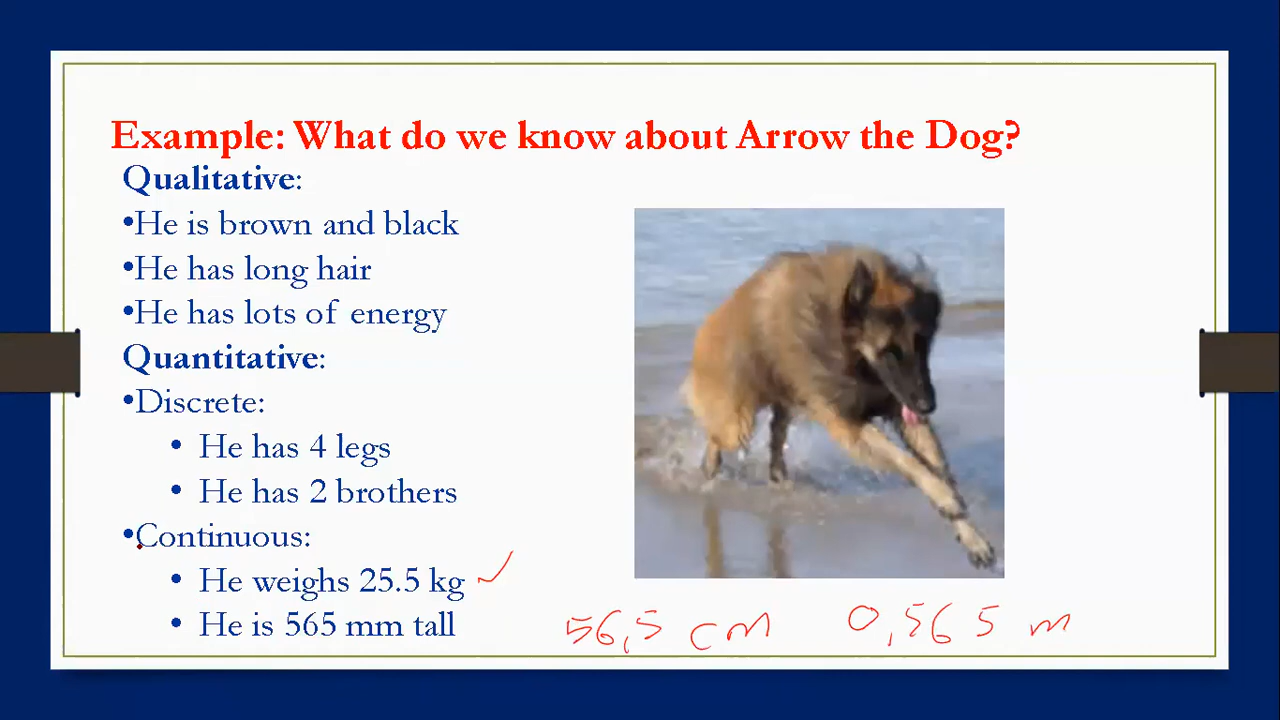 Example: What do we know about Arrow the Dog?
Qualitative:
•He is brown and black
•He has long hair
•He has lots of energy
Quantitative:
•Discrete:
• He has 4 legs
• He has 2 brothers
•Continuous:
• He weighs 25.5 kg ✓
• He is 565 mm tall
56,5 cm 0,565 m